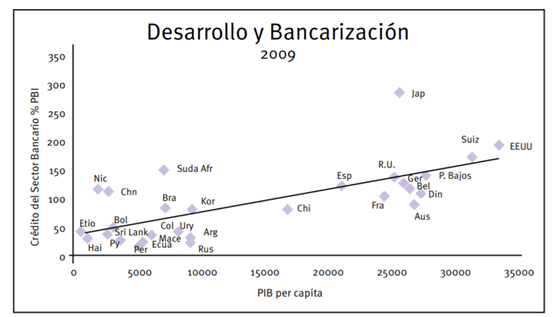 Desarrollo y Bancarización
2009
Crédito del Sector Bancario % PBI
350
300
250
200
150
100
50
0
Jap
Suiz
EEUU
R.U.
Ger
P. Bajos
Esp
Bel
Din
Fra
Aus
Suda Afr
Nic
Chn
Bra
Kor
Chi
Etio
Bol
Col
Ury
Sri Lank
Arg
Mace
Hai
Py
Per
Ecua
Rus
0
5000
10000
15000
20000
25000
30000
35000
PIB per capita